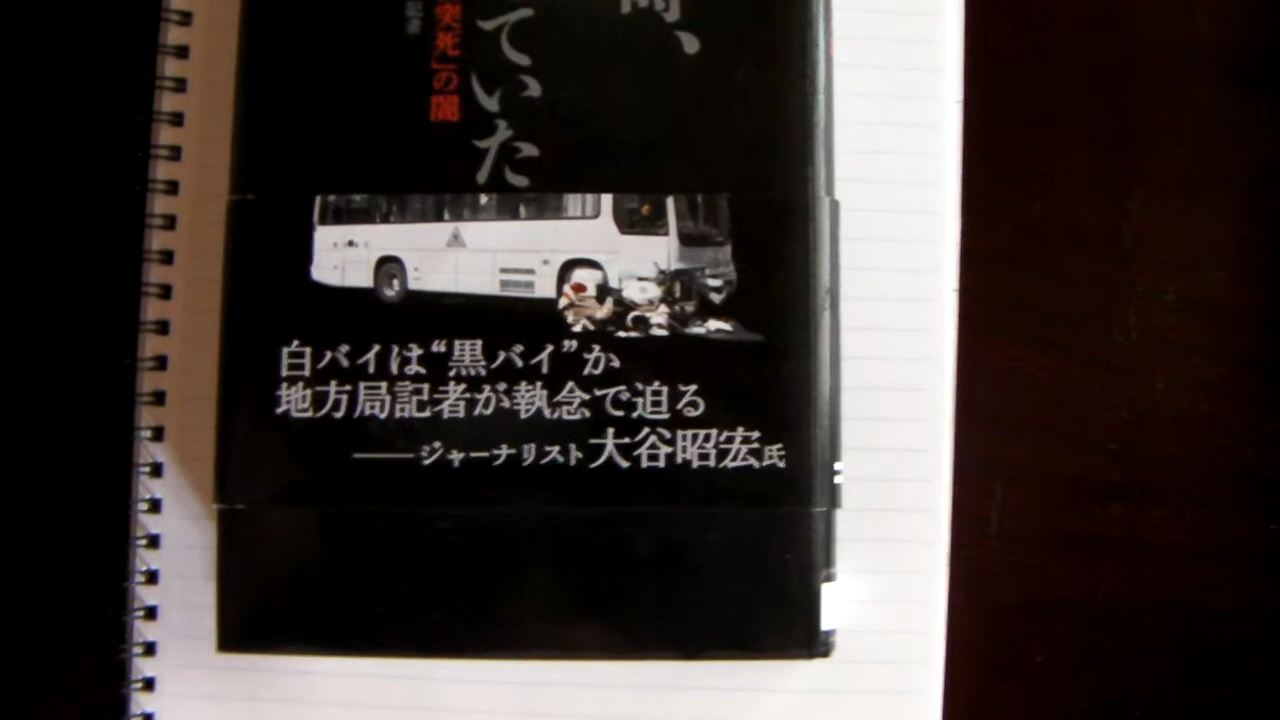 、
ていた
突死」の闇
記者
白バイは“黒バイ”か
地方局記者が執念で迫る
――ジャーナリスト大谷昭宏氏